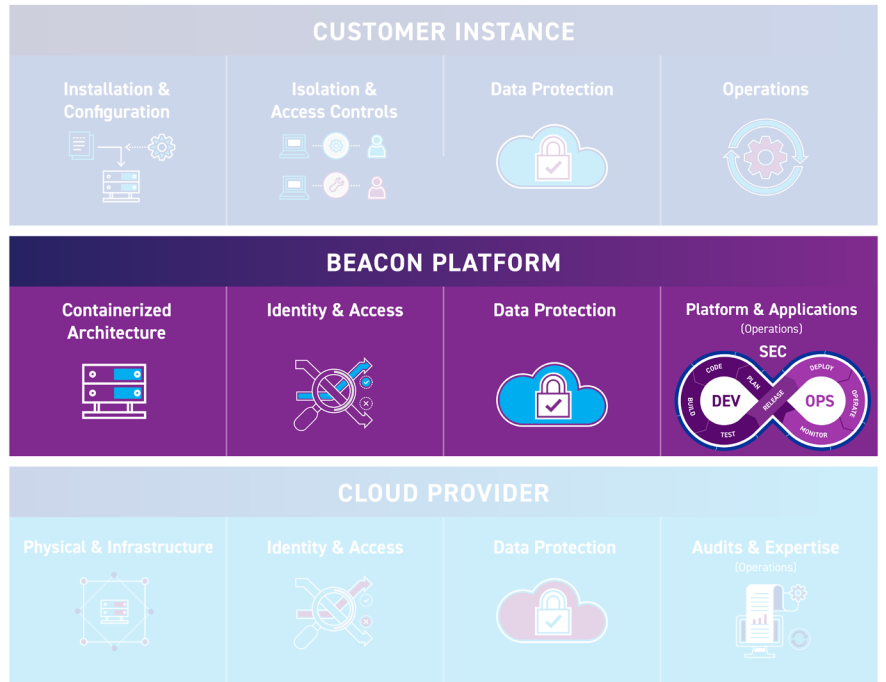 CUSTOMER INSTANCE
Installation &
Configuration
Isolation &
Access Controls
Data Protection
Operations
BEACON PLATFORM
Containerized
Architecture
Identity & Access
Data Protection
Platform & Applications
(Operations)
SEC
CODE
PLAN
BUILD
DEV
TEST
RELEASE
DEPLOY
OPS
OPERATE
MONITOR
CLOUD PROVIDER
Physical & Infrastructure
Identity & Access
Data Protection
Audits & Expertise
(Operations)